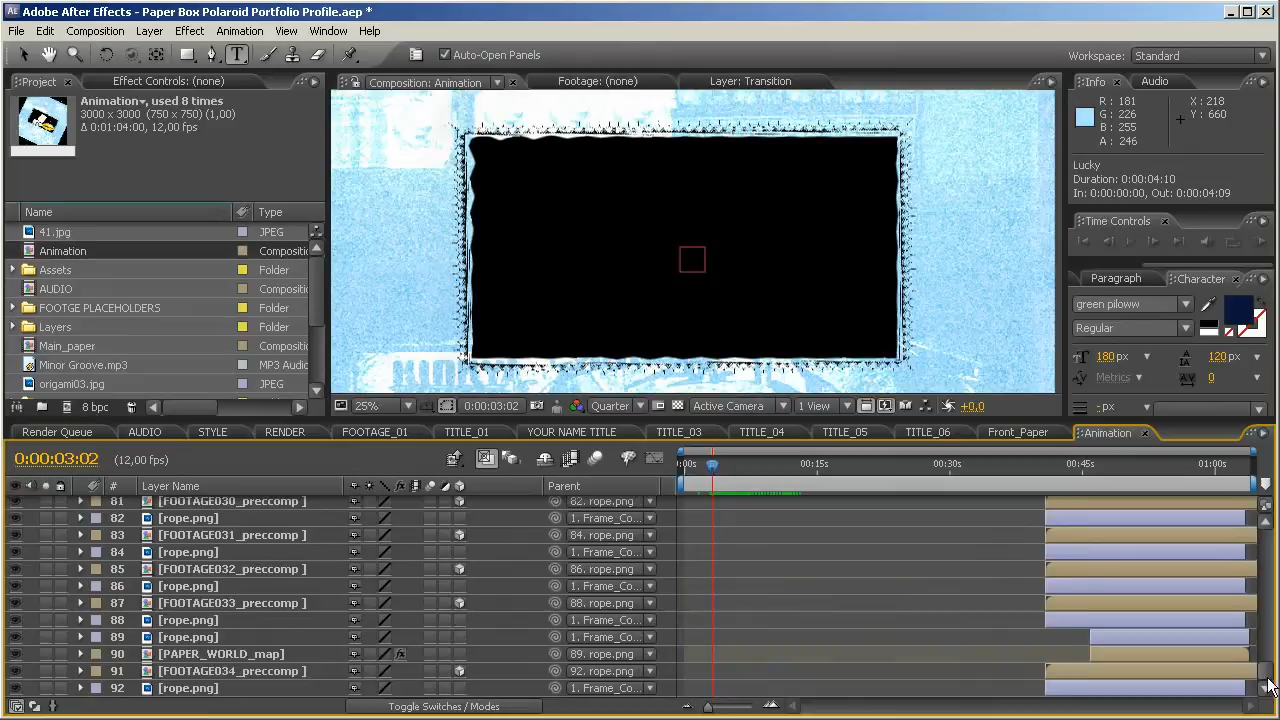 Adobe After Effects - Paper Box Polaroid Portfolio Profile.aep *
File Edit Composition Layer Effect Animation View Window Help
Auto-Open Panels
Workspace: Standard
Project
Effect Controls: (none)
Composition: Animation
Footage: (none)
Layer: Transition
Info
Audio
Animation▾, used 8 times
3000 x 3000 (750 x 750) (1,00)
Δ 0:01:04:00, 12,00 fps
R : 181
G : 226
B : 255
A : 246
X : 218
Y : 660
Lucky
Duration: 0:00:04:10
In: 0:00:00:00, Out: 0:00:04:09
Name Type
41.jpg JPEG
Animation Compositi
Assets Folder
AUDIO Compositi
FOOTGE PLACEHOLDERS Folder
Layers Folder
Main_paper Compositi
Minor Groove.mp3 MP3 Audio
origami03.jpg JPEG
8 bpc
Time Controls
Paragraph
Character
green piloww
Regular
180 px
120 px
Metrics
0
- px
25%
0:00:03:02
Quarter
Active Camera
1 View
+0,0
Render Queue AUDIO STYLE RENDER FOOTAGE_01 TITLE_01 YOUR NAME TITLE TITLE_03 TITLE_04 TITLE_05 TITLE_06 Front_Paper Animation
0:00:03:02 (12,00 fps)
:00s 00:15s 00:30s 00:45s 01:00s
# Layer Name Parent
81 [FOOTAGE030_preccomp ] 82. rope.png
82 [rope.png] 1. Frame_Co...
83 [FOOTAGE031_preccomp ] 84. rope.png
84 [rope.png] 1. Frame_Co...
85 [FOOTAGE032_preccomp ] 86. rope.png
86 [rope.png] 1. Frame_Co...
87 [FOOTAGE033_preccomp ] 88. rope.png
88 [rope.png] 1. Frame_Co...
89 [rope.png] 1. Frame_Co...
90 [PAPER_WORLD_map] 89. rope.png
91 [FOOTAGE034_preccomp ] 92. rope.png
92 [rope.png] 1. Frame_Co...
Toggle Switches / Modes